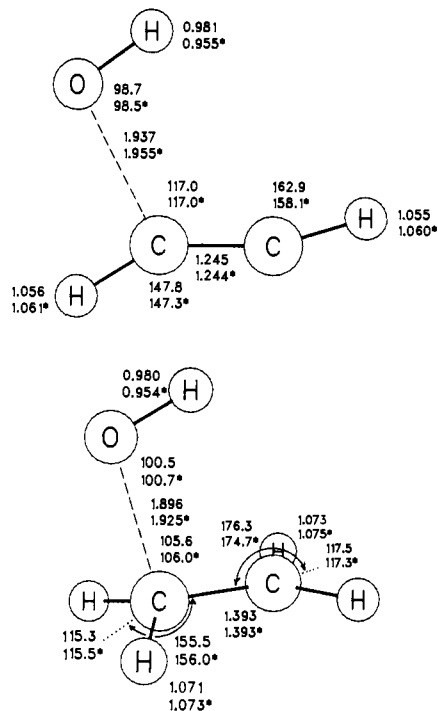 H
0.981
0.955*
O
98.7
98.5*
1.937
1.955*
117.0
117.0*
162.9
158.1*
H
1.055
1.060*
C
C
1.245
1.244*
1.056
1.061*
H
147.8
147.3*
0.980
0.954*
H
O
100.5
100.7*
1.896
1.925*
105.6
106.0*
176.3
174.7*
1.073
1.075*
H
117.5
117.3*
H
C
C
H
1.393
1.393*
115.3
115.5*
155.5
156.0*
H
1.071
1.073*